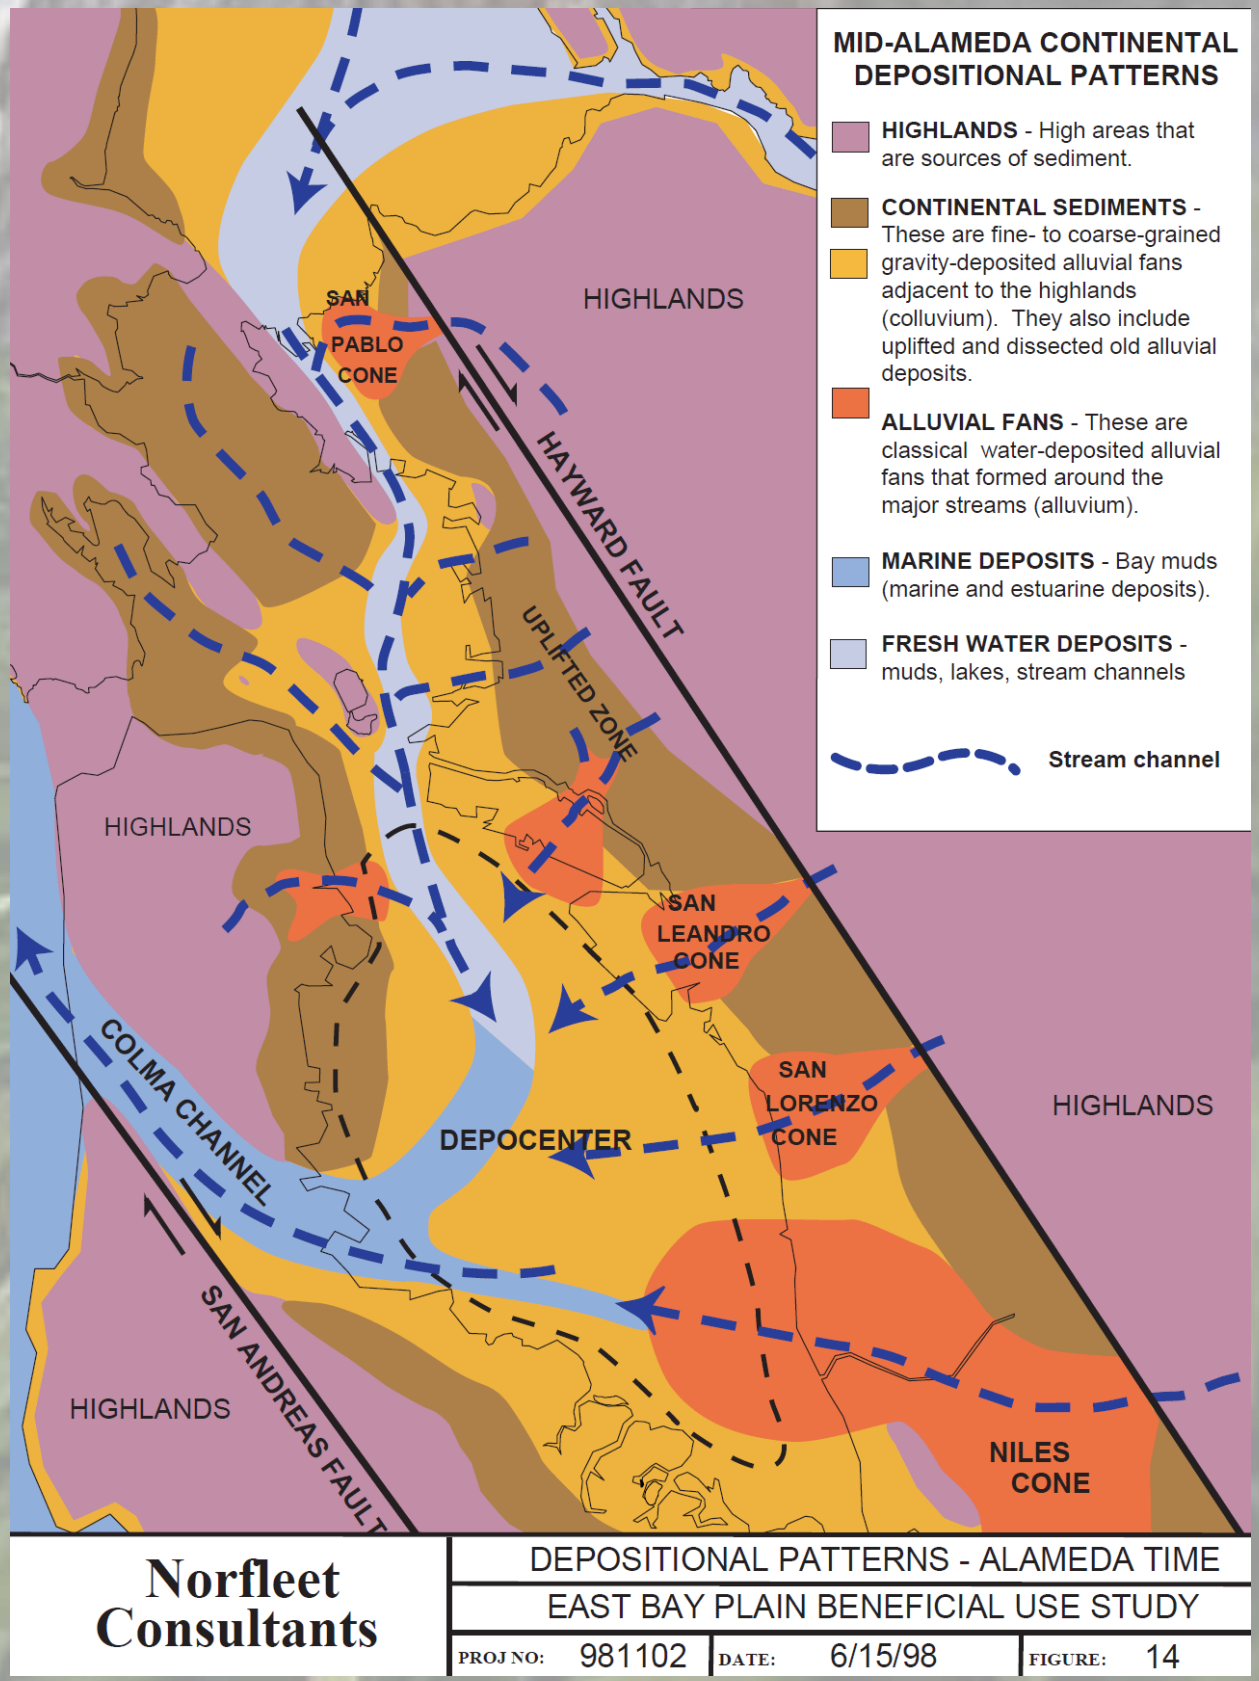 MID-ALAMEDA CONTINENTAL
DEPOSITIONAL PATTERNS
HIGHLANDS - High areas that
are sources of sediment.
CONTINENTAL SEDIMENTS -
These are fine- to coarse-grained
gravity-deposited alluvial fans
adjacent to the highlands
(colluvium). They also include
uplifted and dissected old alluvial
deposits.
ALLUVIAL FANS - These are
classical water-deposited alluvial
fans that formed around the
major streams (alluvium).
MARINE DEPOSITS - Bay muds
(marine and estuarine deposits).
FRESH WATER DEPOSITS -
muds, lakes, stream channels
Stream channel
HIGHLANDS
SAN
PABLO
CONE
HAYWARD FAULT
UPLIFTED ZONE
HIGHLANDS
SAN
LEANDRO
CONE
COLMA CHANNEL
SAN
LORENZO
CONE
HIGHLANDS
DEPOCENTER
SAN ANDREAS FAULT
HIGHLANDS
NILES
CONE
Norfleet
Consultants
DEPOSITIONAL PATTERNS - ALAMEDA TIME
EAST BAY PLAIN BENEFICIAL USE STUDY
PROJ NO: 981102 DATE: 6/15/98 FIGURE: 14